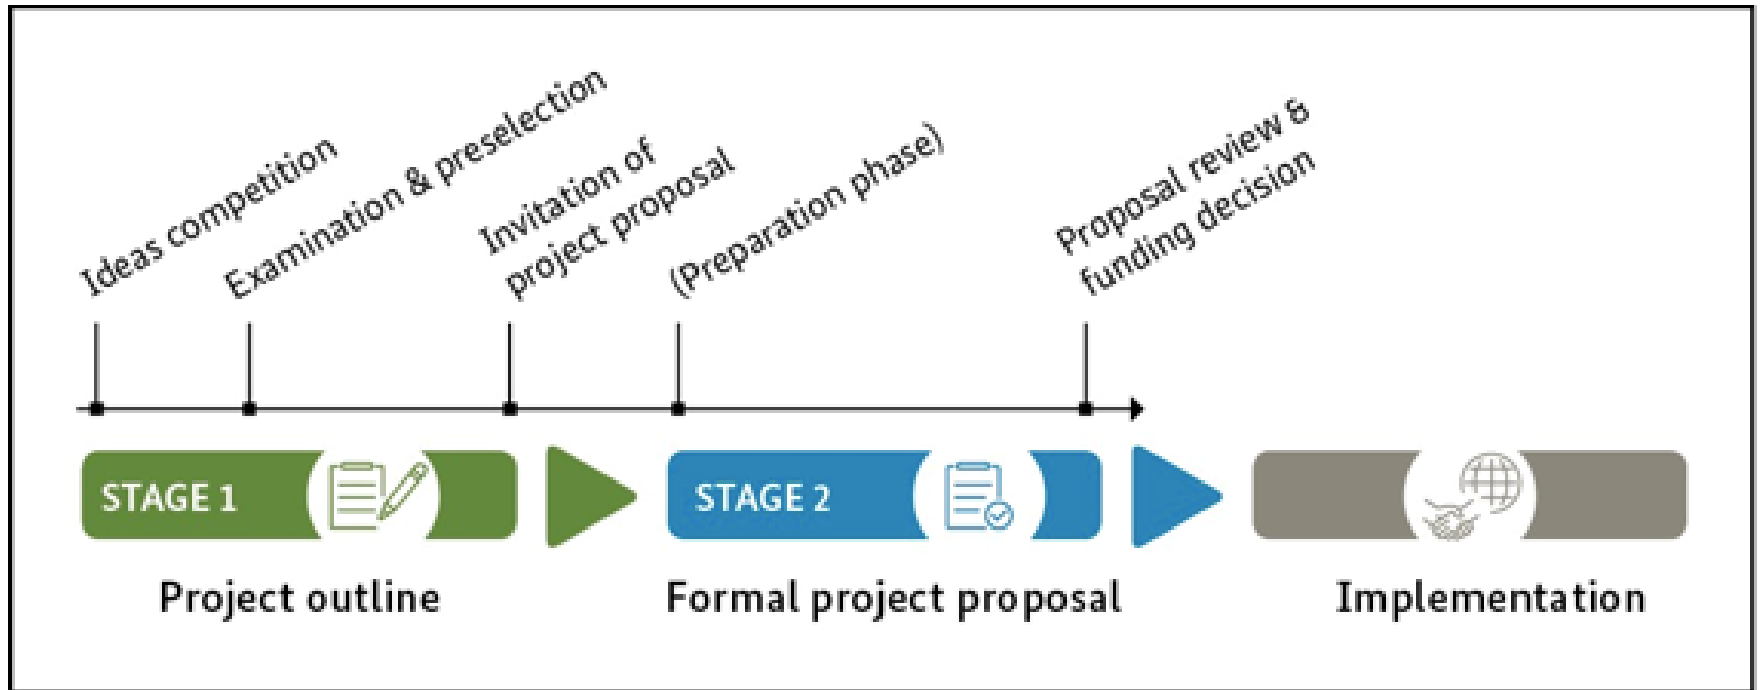 Ideas competition
Examination & preselection
Invitation of
project proposal
(Preparation phase)
Proposal review &
funding decision
STAGE 1
STAGE 2
Project outline
Formal project proposal
Implementation